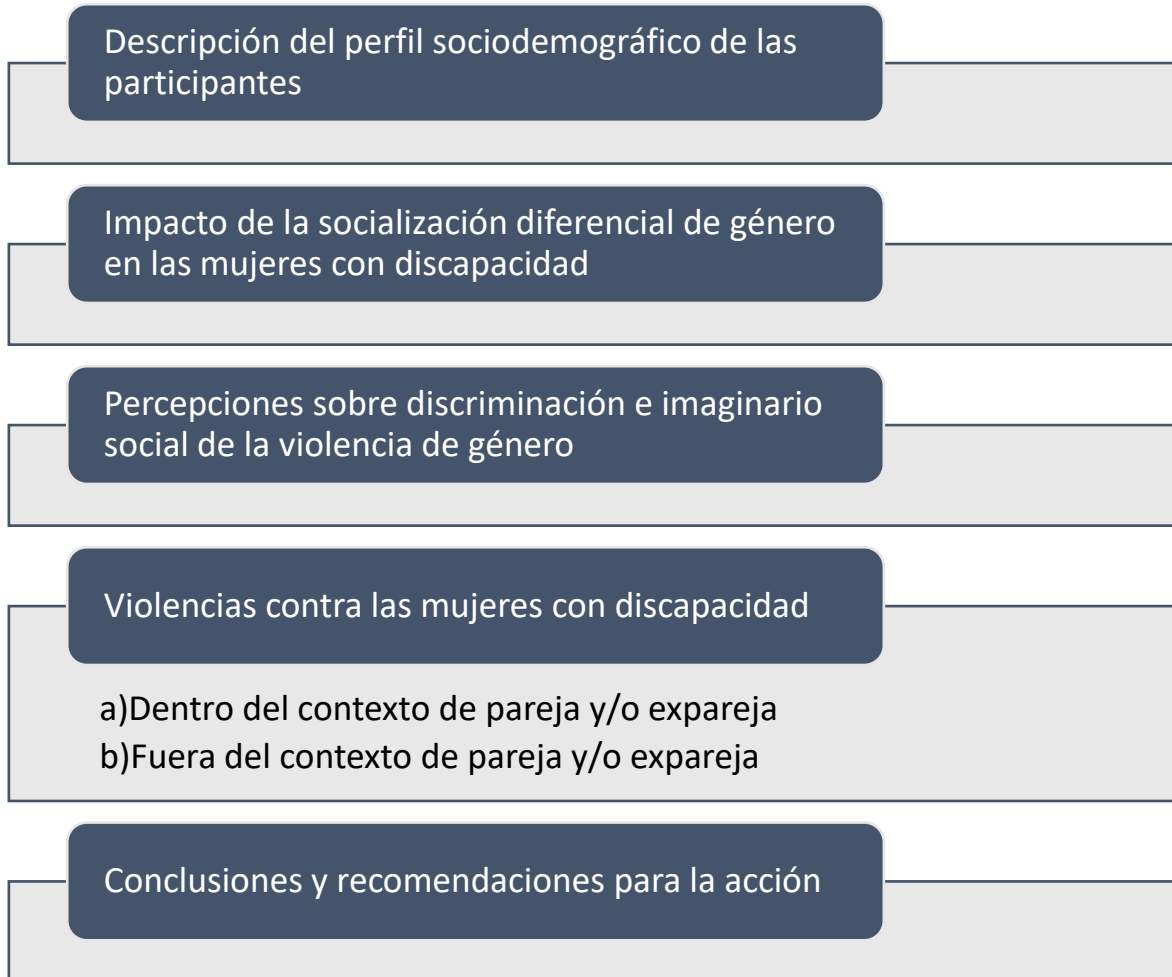 Descripción del perfil sociodemográfico de las
participantes
Impacto de la socialización diferencial de género
en las mujeres con discapacidad
Percepciones sobre discriminación e imaginario
social de la violencia de género
Violencias contra las mujeres con discapacidad
a)Dentro del contexto de pareja y/o expareja
b)Fuera del contexto de pareja y/o expareja
Conclusiones y recomendaciones para la acción